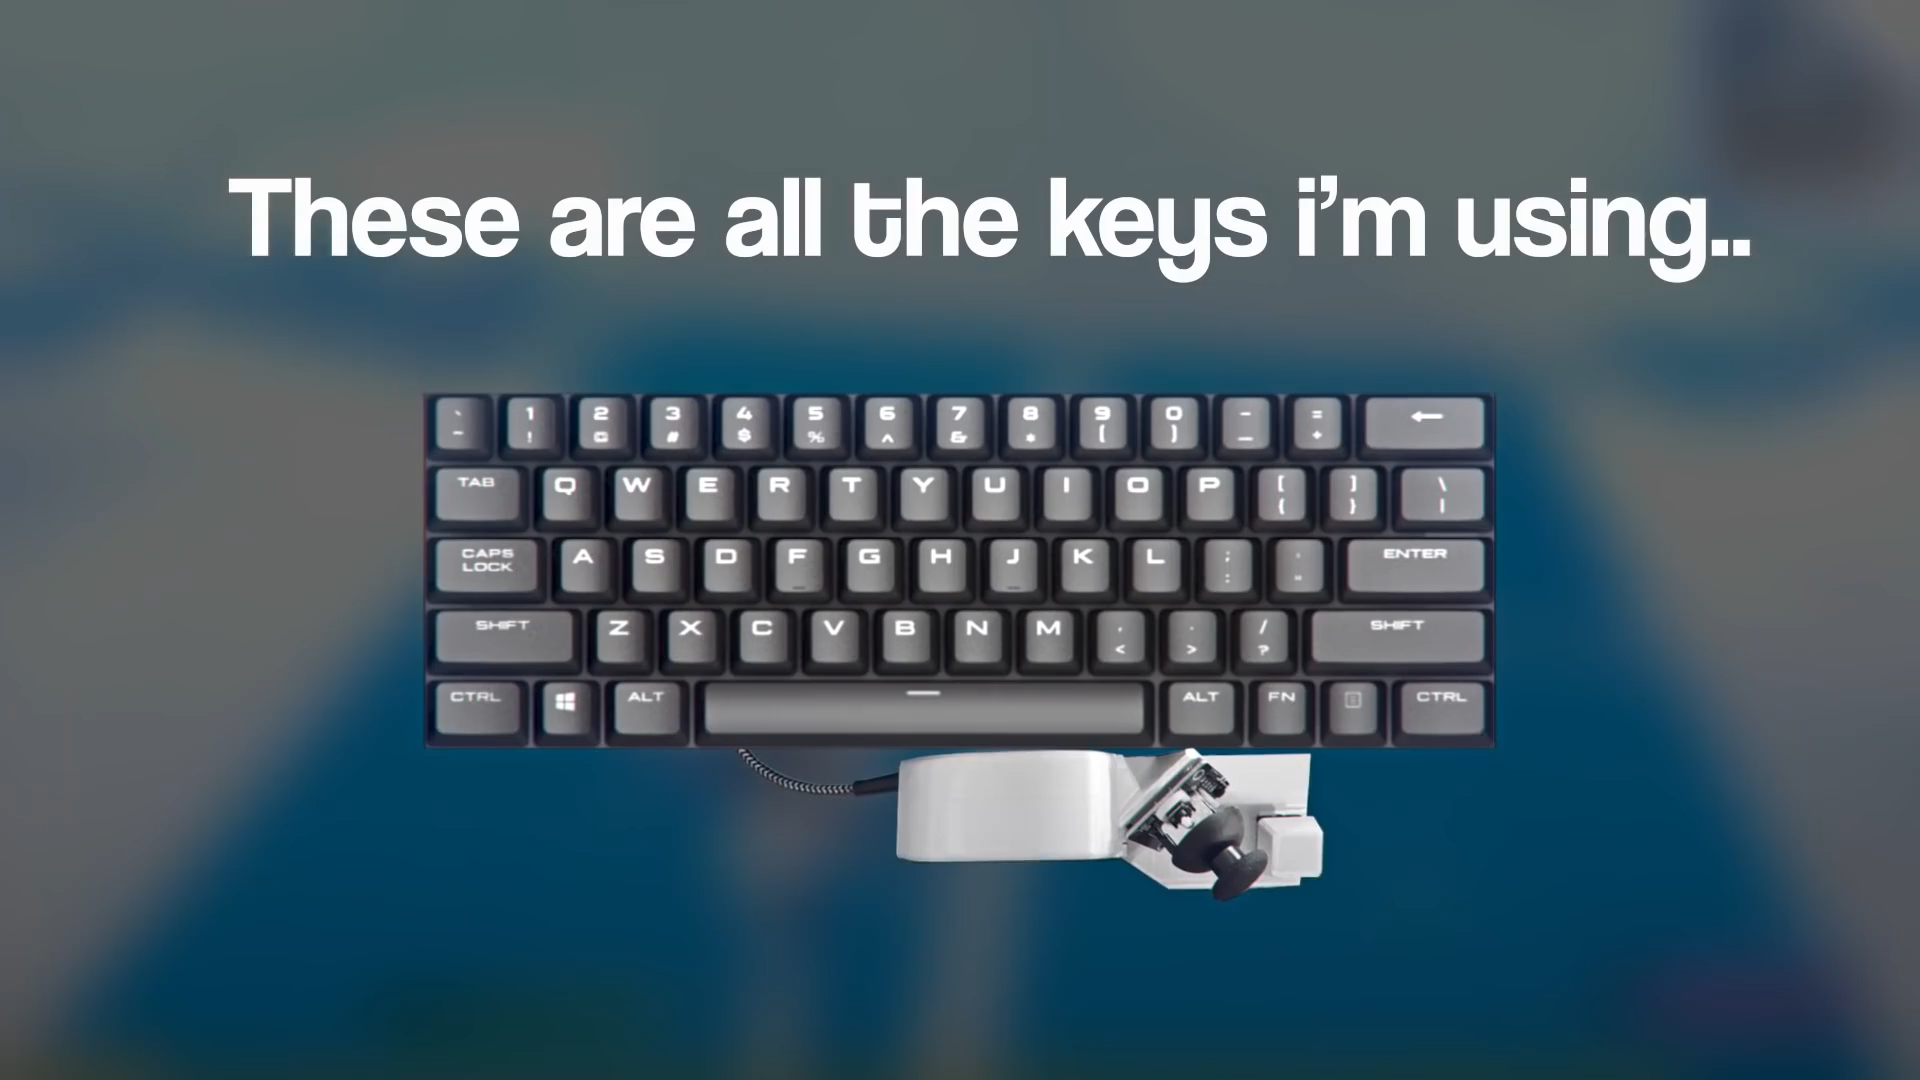 These are all the keys i'm using..
` 1 2 3 4 5 6 7 8 9 0 - = ←
~ ! @ # $ % ^ & * ( ) _ +
TAB Q W E R T Y U I O P [ ] \
{ } |
CAPS LOCK A S D F G H J K L ; ' ENTER
: "
SHIFT Z X C V B N M , . / SHIFT
< > ?
CTRL ALT ALT FN CTRL